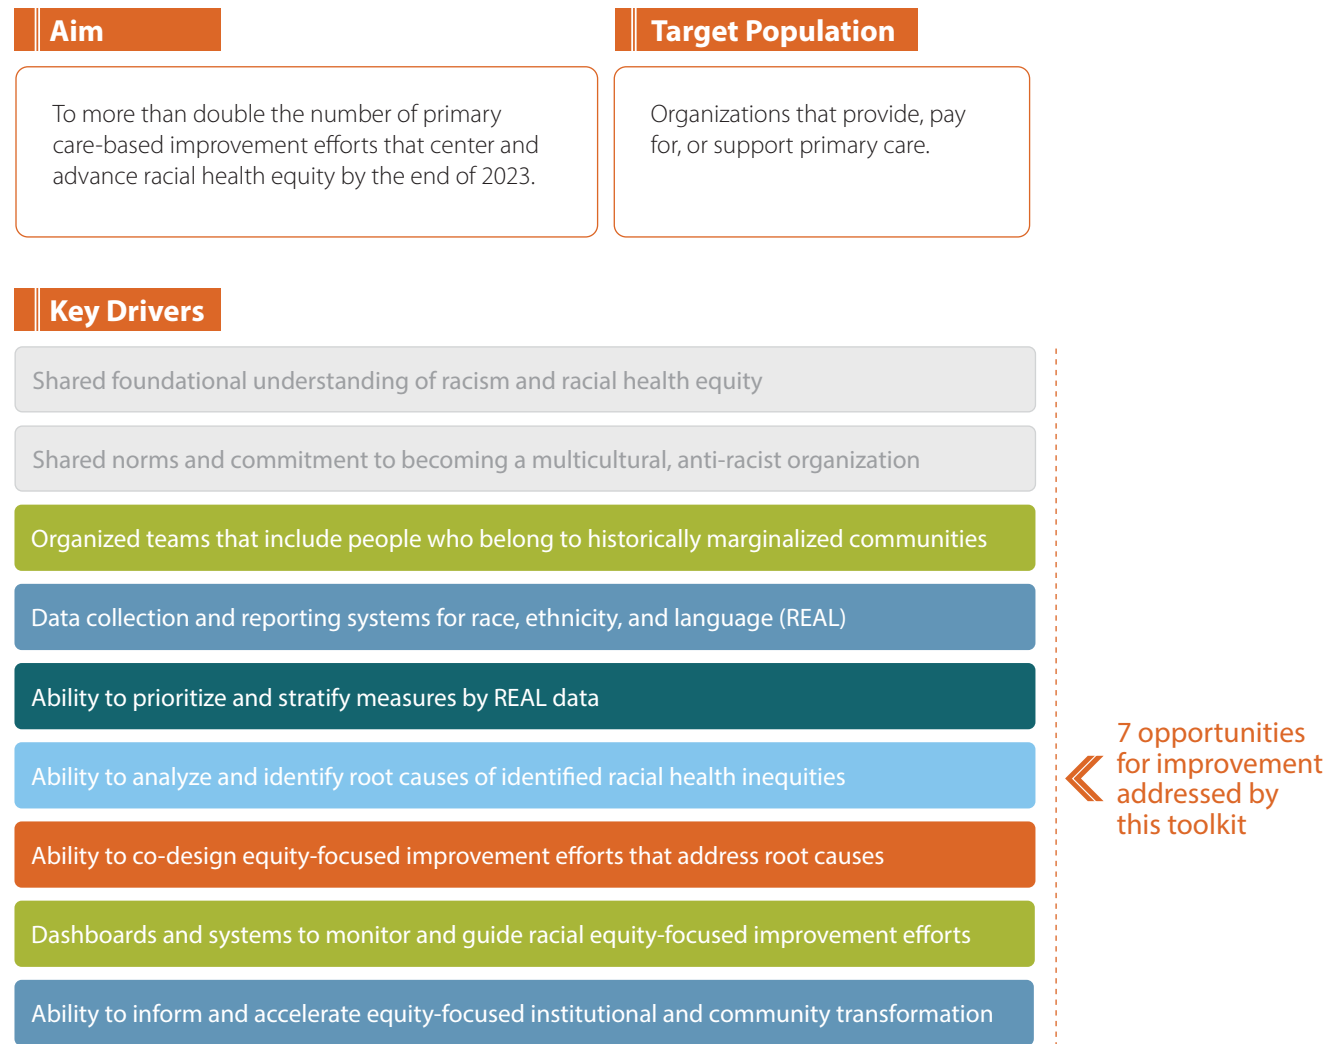 Aim
To more than double the number of primary
care-based improvement efforts that center and
advance racial health equity by the end of 2023.
Target Population
Organizations that provide, pay
for, or support primary care.
Key Drivers
Shared foundational understanding of racism and racial health equity
Shared norms and commitment to becoming a multicultural, anti-racist organization
Organized teams that include people who belong to historically marginalized communities
Data collection and reporting systems for race, ethnicity, and language (REAL)
Ability to prioritize and stratify measures by REAL data
Ability to analyze and identify root causes of identified racial health inequities
Ability to co-design equity-focused improvement efforts that address root causes
Dashboards and systems to monitor and guide racial equity-focused improvement efforts
Ability to inform and accelerate equity-focused institutional and community transformation
7 opportunities
for improvement
addressed by
this toolkit